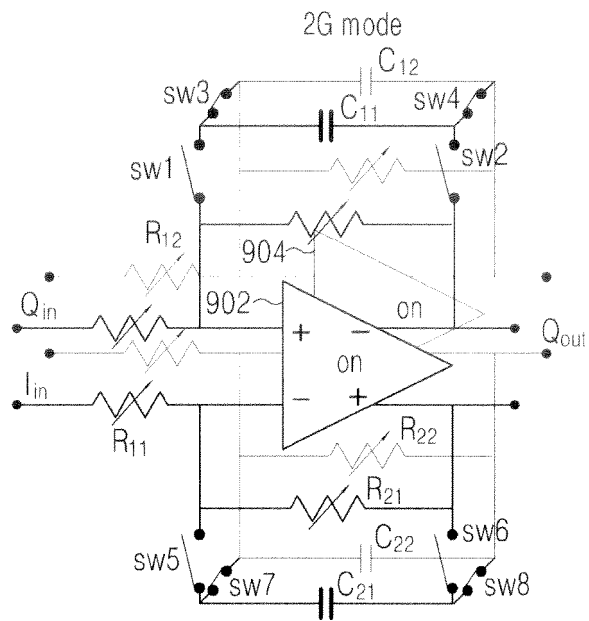 2G mode
C12
sw3
sw4
C11
sw1
sw2
R12
904
902
on
Qin
+ −
Qout
on
Iin
− +
R11
R22
R21
sw5
sw6
C22
sw7
C21
sw8